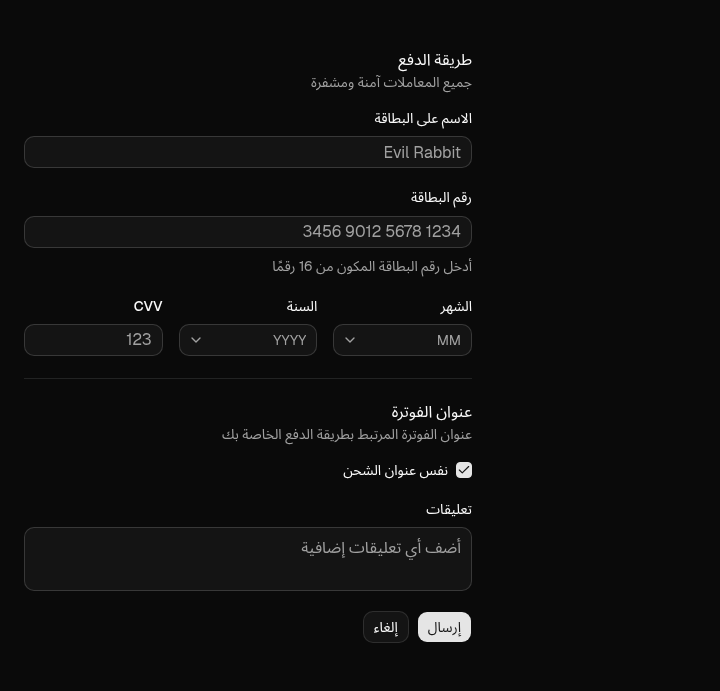 طريقة الدفع
جميع المعاملات آمنة ومشفرة
الاسم على البطاقة
Evil Rabbit
رقم البطاقة
3456 9012 5678 1234
أدخل رقم البطاقة المكون من 16 رقمًا
الشهر السنة CVV
MM YYYY 123
عنوان الفوترة
عنوان الفوترة المرتبط بطريقة الدفع الخاصة بك
نفس عنوان الشحن
تعليقات
أضف أي تعليقات إضافية
إرسال إلغاء